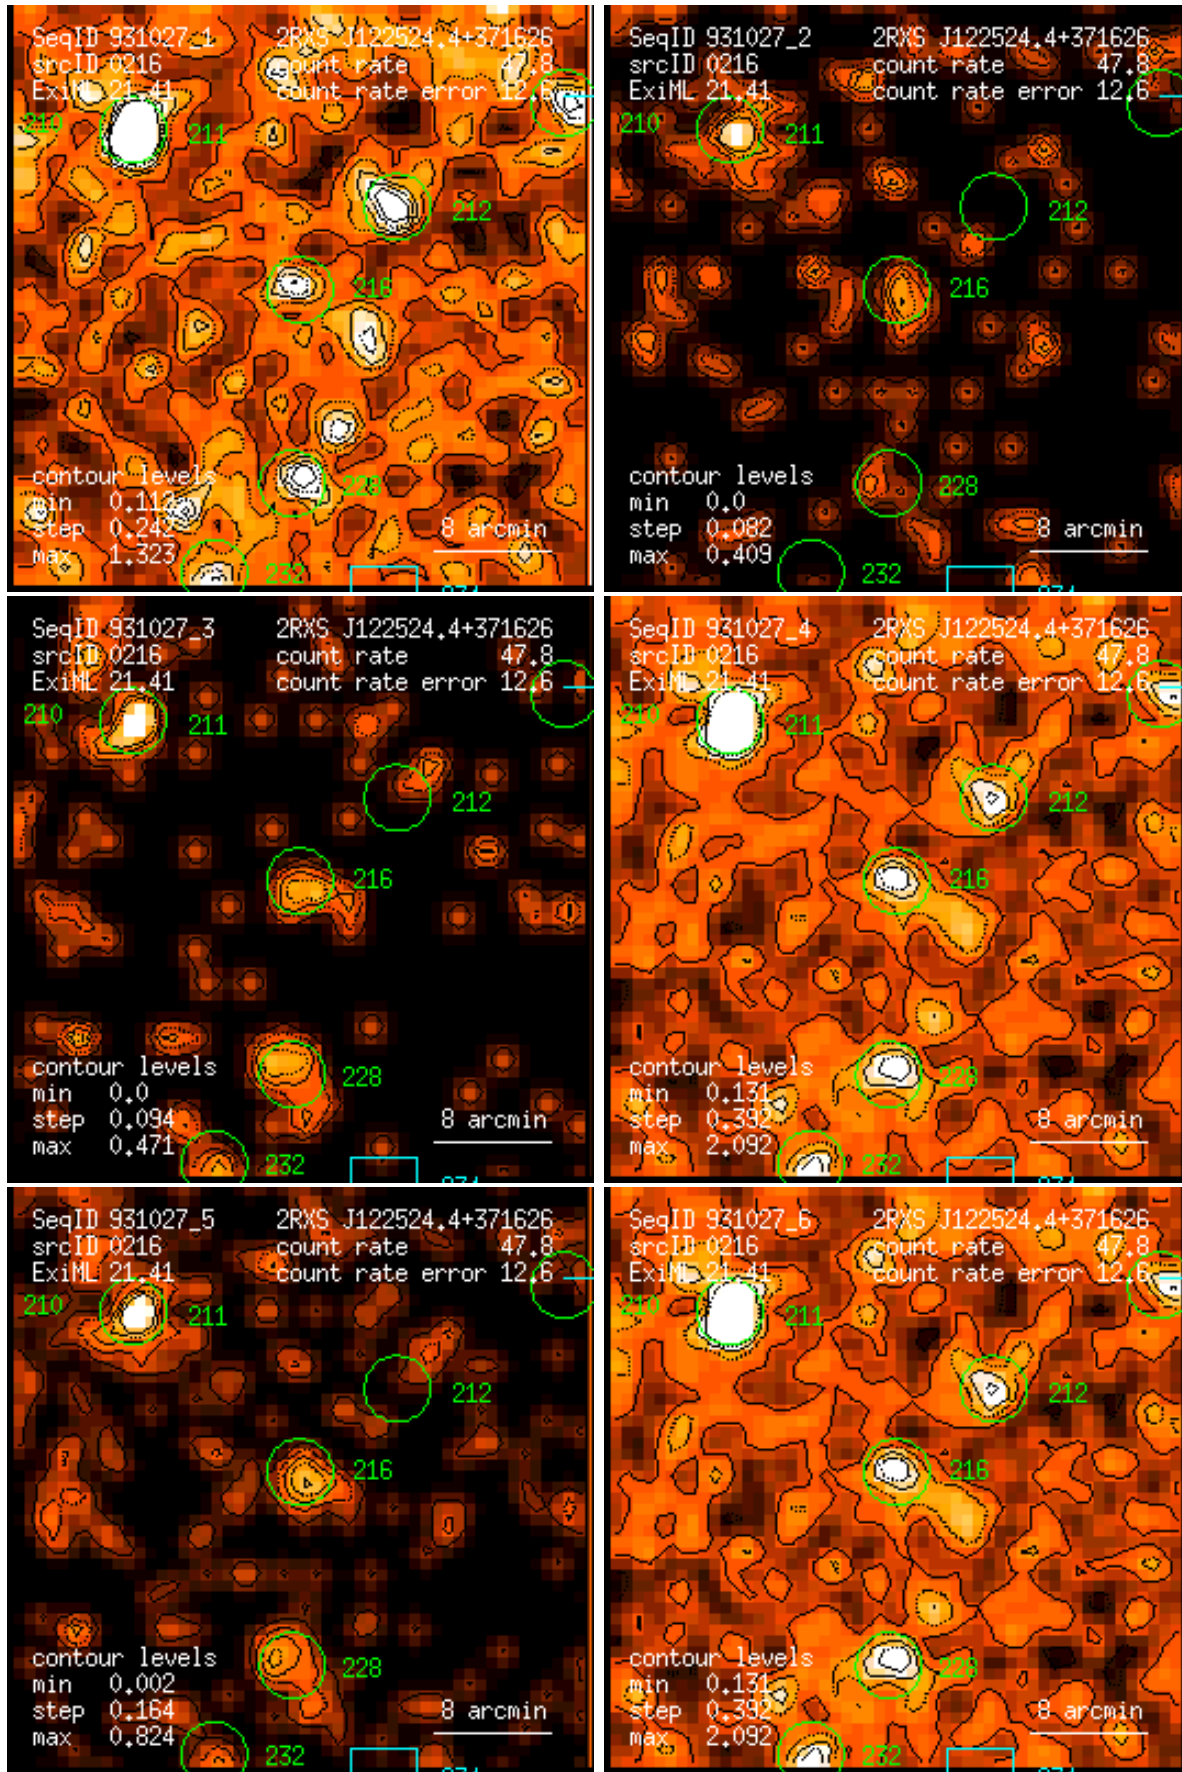 SeqID 931027_1 2RXS J122524.4+371626
srcID 0216 count rate 47.8
ExiML 21.41 count rate error 12.6
210 211
212
216
228
contour levels
min 0.112
step 0.242 8 arcmin
max 1.323
232
SeqID 931027_2 2RXS J122524.4+371626
srcID 0216 count rate 47.8
ExiML 21.41 count rate error 12.6
210 211
212
216
contour levels 228
min 0.0
step 0.082 8 arcmin
max 0.409
232
SeqID 931027_3 2RXS J122524.4+371626
srcID 0216 count rate 47.8
ExiML 21.41 count rate error 12.6
210 211
212
216
contour levels 228
min 0.0
step 0.094 8 arcmin
max 0.471
232
SeqID 931027_4 2RXS J122524.4+371626
srcID 0216 count rate 47.8
ExiML 21.41 count rate error 12.6
210 211
212
216
contour levels 228
min 0.131
step 0.392 8 arcmin
max 2.092
232
SeqID 931027_5 2RXS J122524.4+371626
srcID 0216 count rate 47.8
ExiML 21.41 count rate error 12.6
210 211
212
216
contour levels 228
min 0.002
step 0.164 8 arcmin
max 0.824
232
SeqID 931027_6 2RXS J122524.4+371626
srcID 0216 count rate 47.8
ExiML 21.41 count rate error 12.6
210 211
212
216
contour levels 228
min 0.131
step 0.392 8 arcmin
max 2.092
232